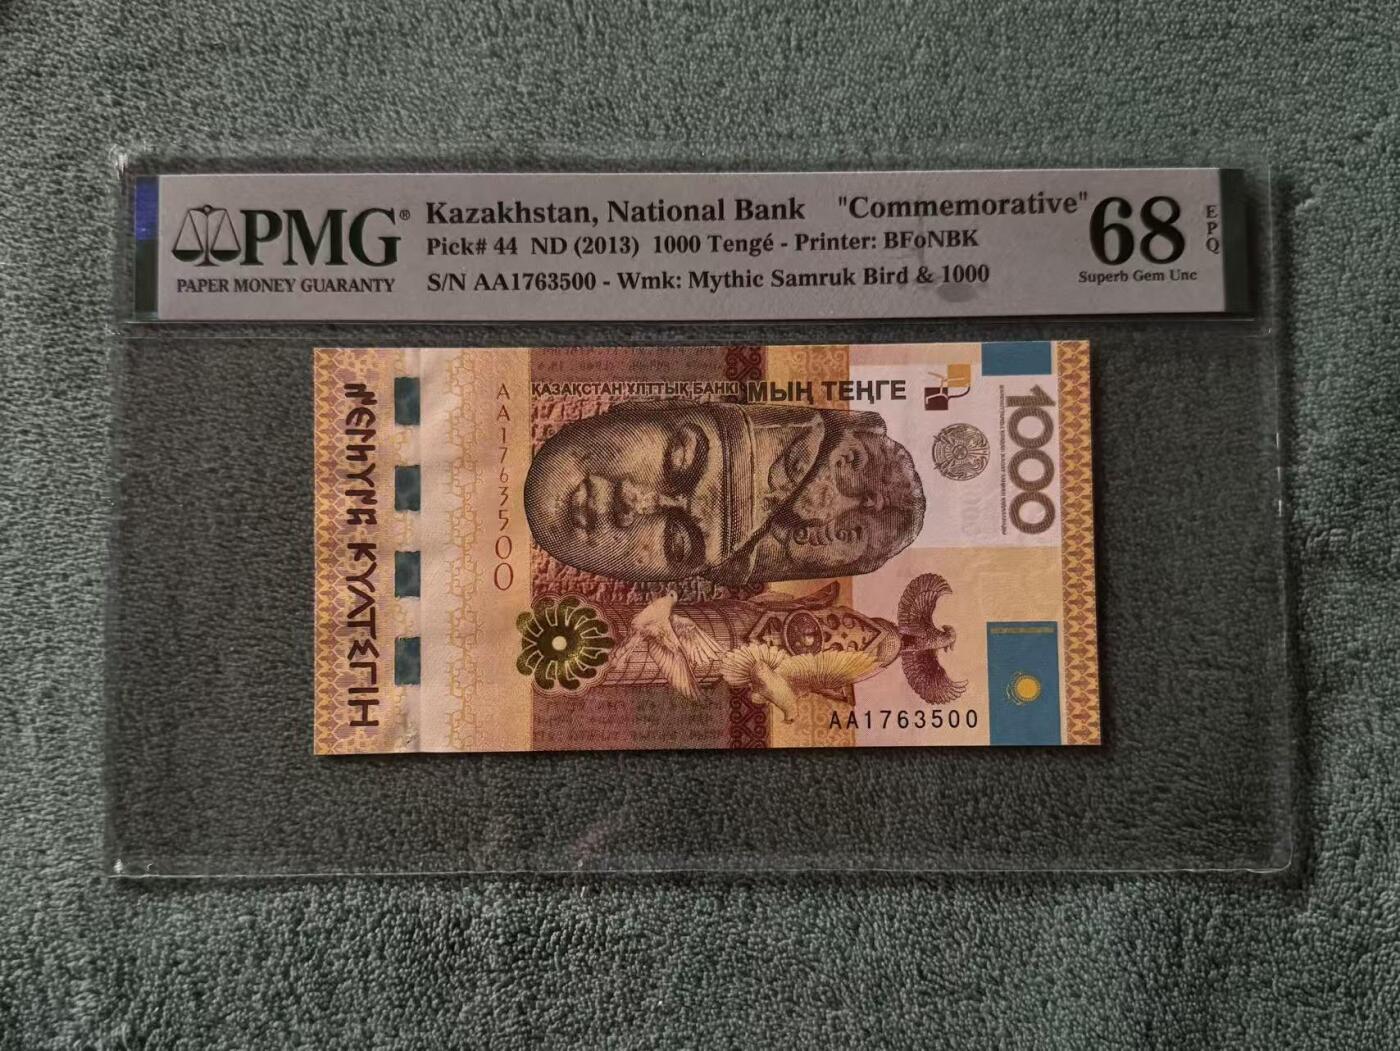 PMG®
PAPER MONEY GUARANTY
Kazakhstan, National Bank "Commemorative"
Pick# 44 ND (2013) 1000 Tengé - Printer: BFoNBK
S/N AA1763500 - Wmk: Mythic Samruk Bird & 1000
68
EPQ
Superb Gem Unc
ҚАЗАҚСТАН ҰЛТТЫҚ БАНКІ
МЫҢ ТЕҢГЕ
1000
AA1763500
AA1763500